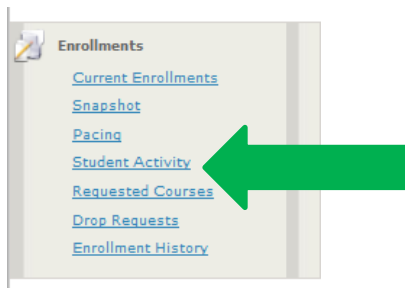 Enrollments
Current Enrollments
Snapshot
Pacing
Student Activity
Requested Courses
Drop Requests
Enrollment History